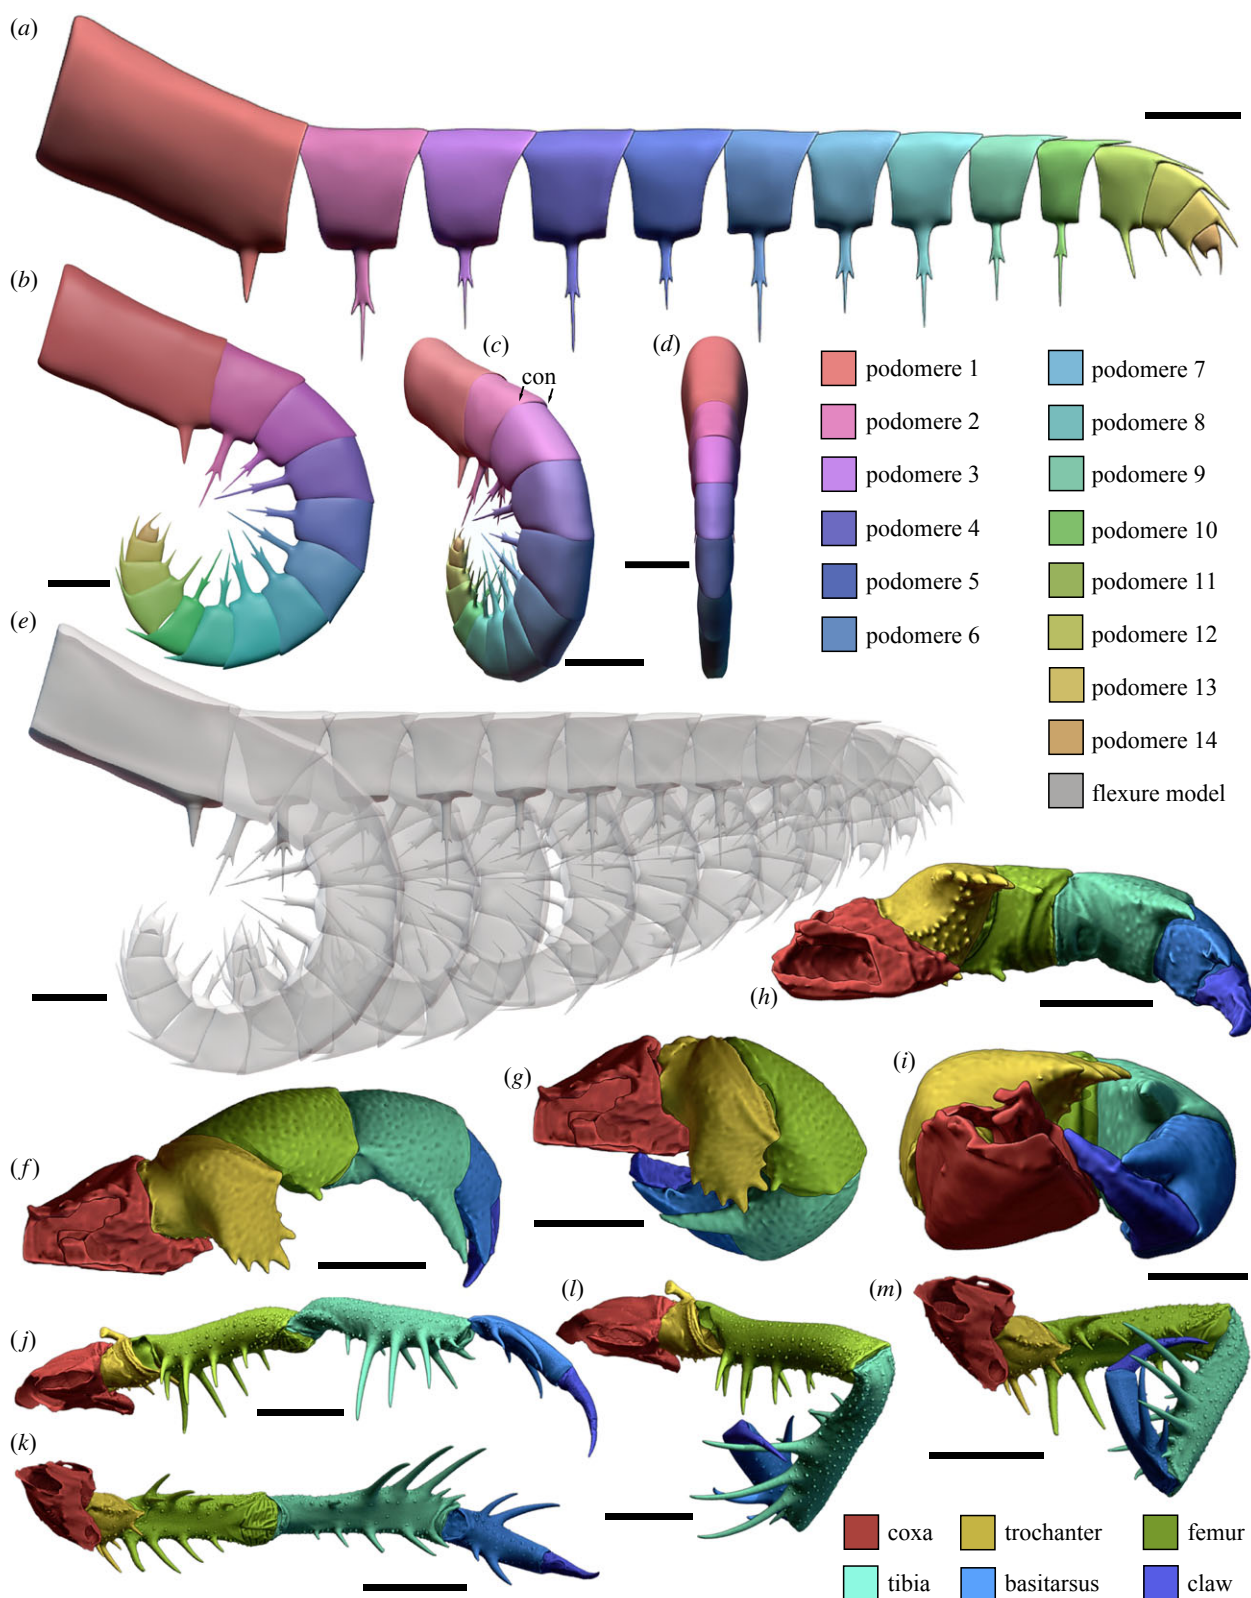 (a)
(b)
(c)
(d)
con
podomere 1
podomere 2
podomere 3
podomere 4
podomere 5
podomere 6
podomere 7
podomere 8
podomere 9
podomere 10
podomere 11
podomere 12
podomere 13
podomere 14
flexure model
(e)
(h)
(g)
(i)
(f)
(j)
(l)
(m)
(k)
coxa
trochanter
femur
tibia
basitarsus
claw